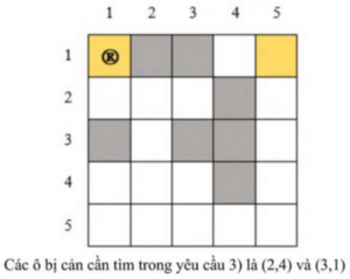 1 2 3 4 5
1 ®
2
3
4
5
Các ô bị cản cần tìm trong yêu cầu 3) là (2,4) và (3,1)